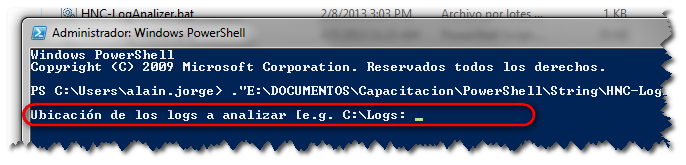 HNC-LogAnalizer.bat 2/8/2013 3:03 PM Archivo por lotes 1 KB
Administrador: Windows PowerShell
Windows PowerShell
Copyright (C) 2009 Microsoft Corporation. Reservados todos los derechos.
PS C:\Users\alain.jorge> ."E:\DOCUMENTOS\Capacitacion\PowerShell\String\HNC-Log
Ubicación de los logs a analizar [e.g. C:\Logs: _